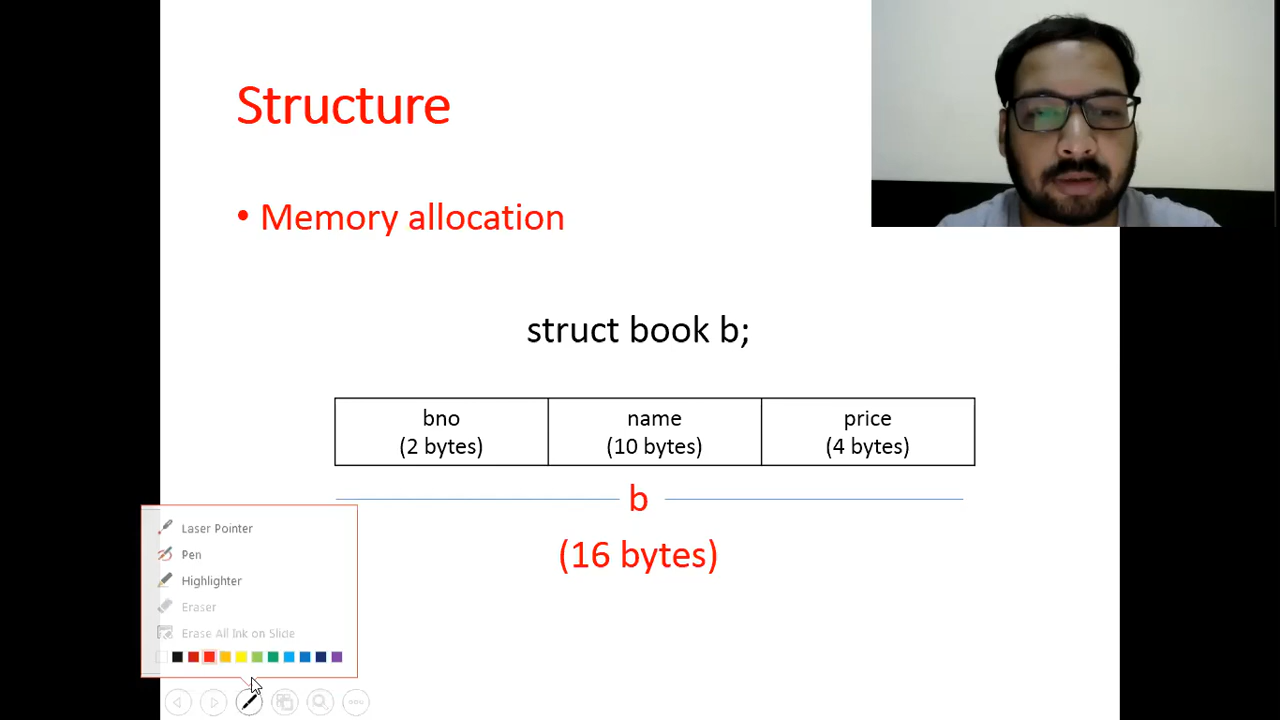 Structure
• Memory allocation
struct book b;
bno name price
(2 bytes) (10 bytes) (4 bytes)
b
(16 bytes)
Laser Pointer
Pen
Highlighter
Eraser
Erase All Ink on Slide